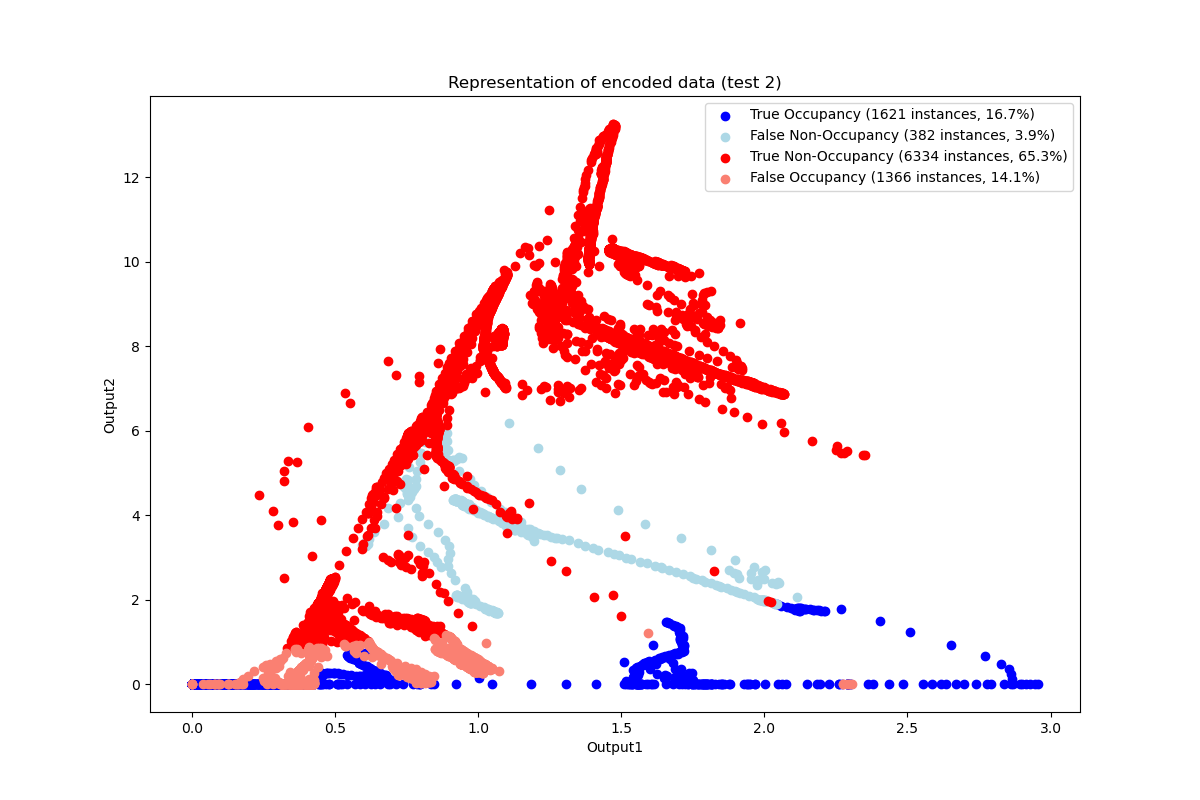 Representation of encoded data (test 2)
True Occupancy (1621 instances, 16.7%)
False Non-Occupancy (382 instances, 3.9%)
True Non-Occupancy (6334 instances, 65.3%)
False Occupancy (1366 instances, 14.1%)
12
10
8
6
4
2
0
Output2
0.0 0.5 1.0 1.5 2.0 2.5 3.0
Output1